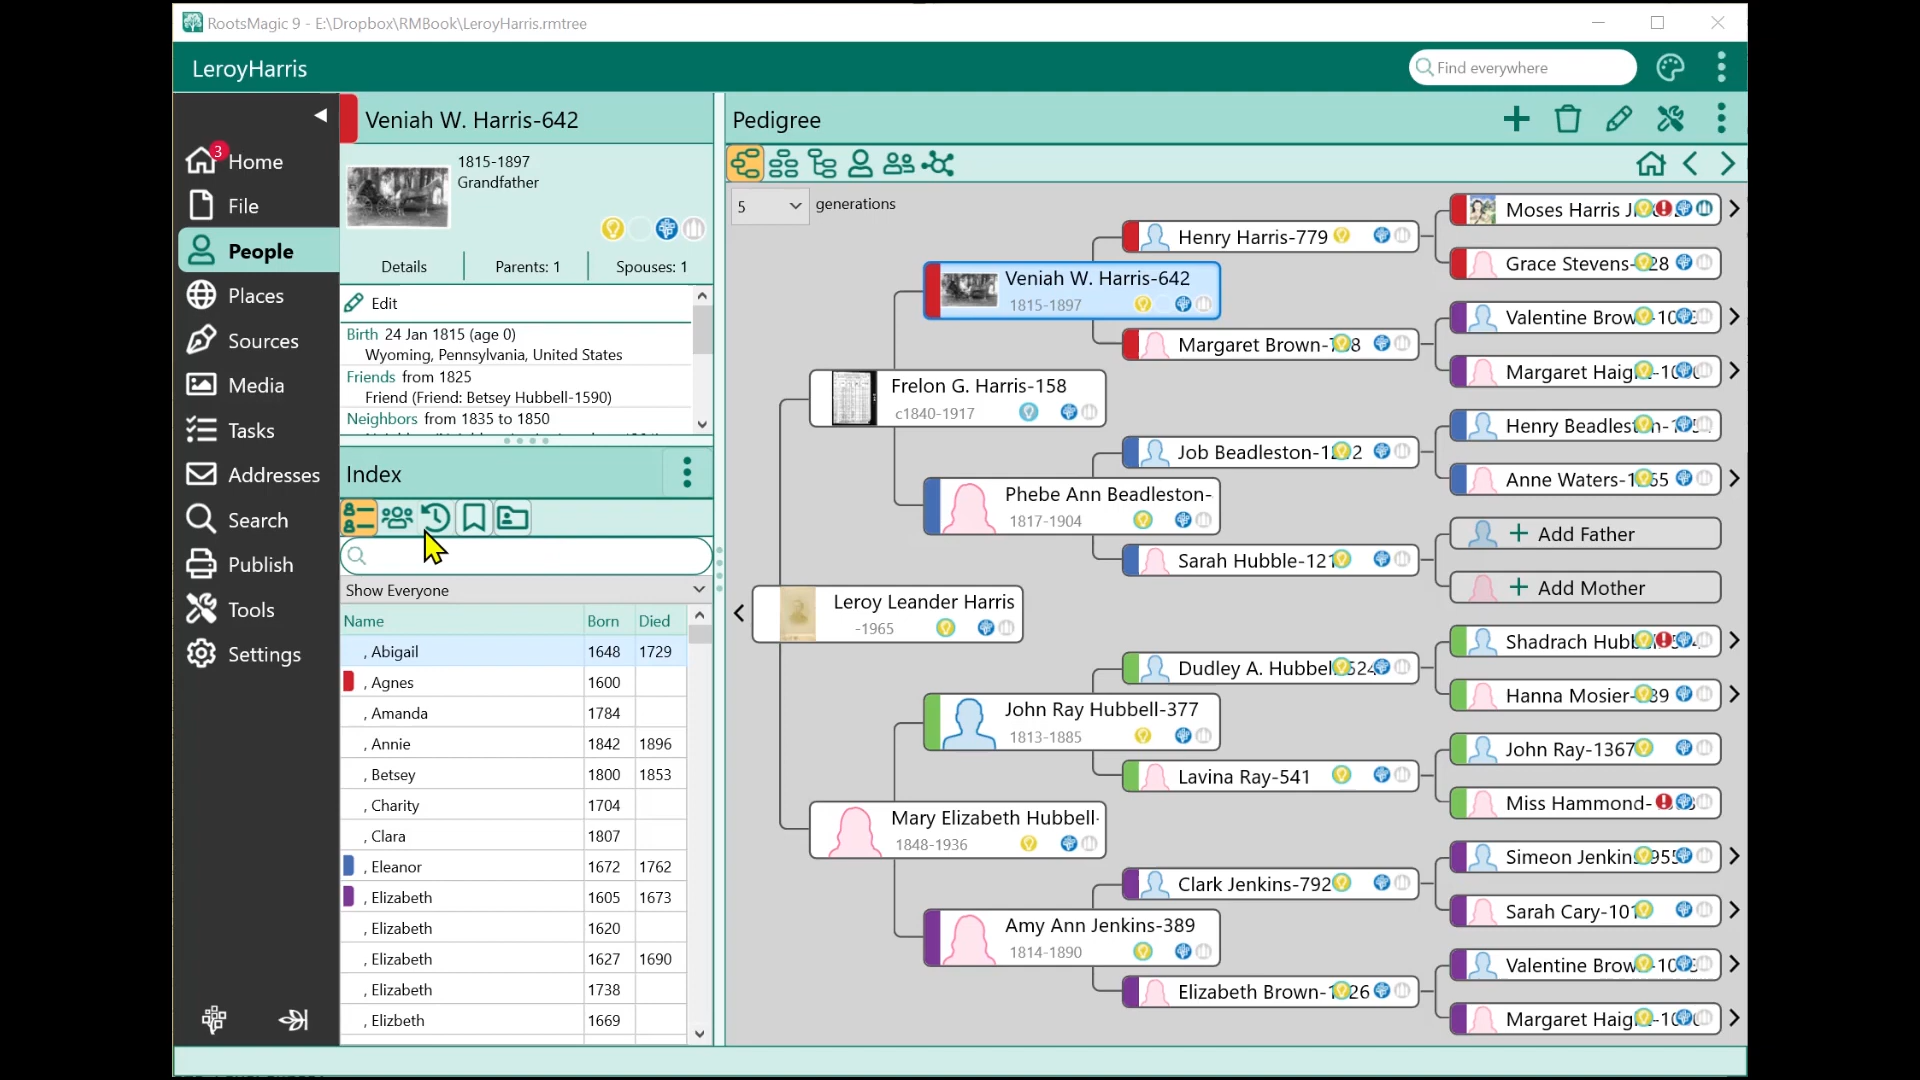 RootsMagic 9 - E:\Dropbox\RMBook\LeroyHarris.rmtree
LeroyHarris
Find everywhere
Home
3
File
People
Places
Sources
Media
Tasks
Addresses
Search
Publish
Tools
Settings
Veniah W. Harris-642
1815-1897
Grandfather
Details
Parents: 1
Spouses: 1
Edit
Birth 24 Jan 1815 (age 0)
Wyoming, Pennsylvania, United States
Friends from 1825
Friend (Friend: Betsey Hubbell-1590)
Neighbors from 1835 to 1850
Index
Show Everyone
Name Born Died
, Abigail 1648 1729
, Agnes 1600
, Amanda 1784
, Annie 1842 1896
, Betsey 1800 1853
, Charity 1704
, Clara 1807
, Eleanor 1672 1762
, Elizabeth 1605 1673
, Elizabeth 1620
, Elizabeth 1627 1690
, Elizabeth 1738
, Elizbeth 1669
Pedigree
5 generations
Leroy Leander Harris
-1965
Frelon G. Harris-158
c1840-1917
Mary Elizabeth Hubbell-
1848-1936
Veniah W. Harris-642
1815-1897
Phebe Ann Beadleston-
1817-1904
John Ray Hubbell-377
1813-1885
Amy Ann Jenkins-389
1814-1890
Henry Harris-779
Margaret Brown-
Job Beadleston-
Sarah Hubble-
Dudley A. Hubbell
Lavina Ray-541
Clark Jenkins-792
Elizabeth Brown-
Moses Harris
Grace Stevens-
Valentine
Margaret
Henry
Anne Waters-
Add Father
Add Mother
Shadrach
Hanna Mosier-
John Ray-1367
Miss Hammond-
Simeon
Sarah Cary-
Valentine
Margaret